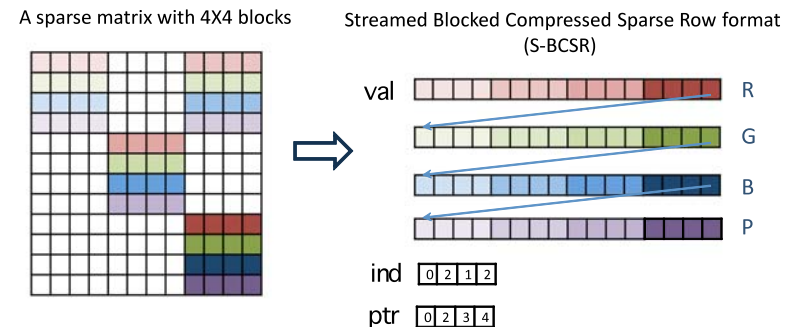 A sparse matrix with 4X4 blocks
Streamed Blocked Compressed Sparse Row format
(S-BCSR)
val
R
G
B
P
ind 0 2 1 2
ptr 0 2 3 4